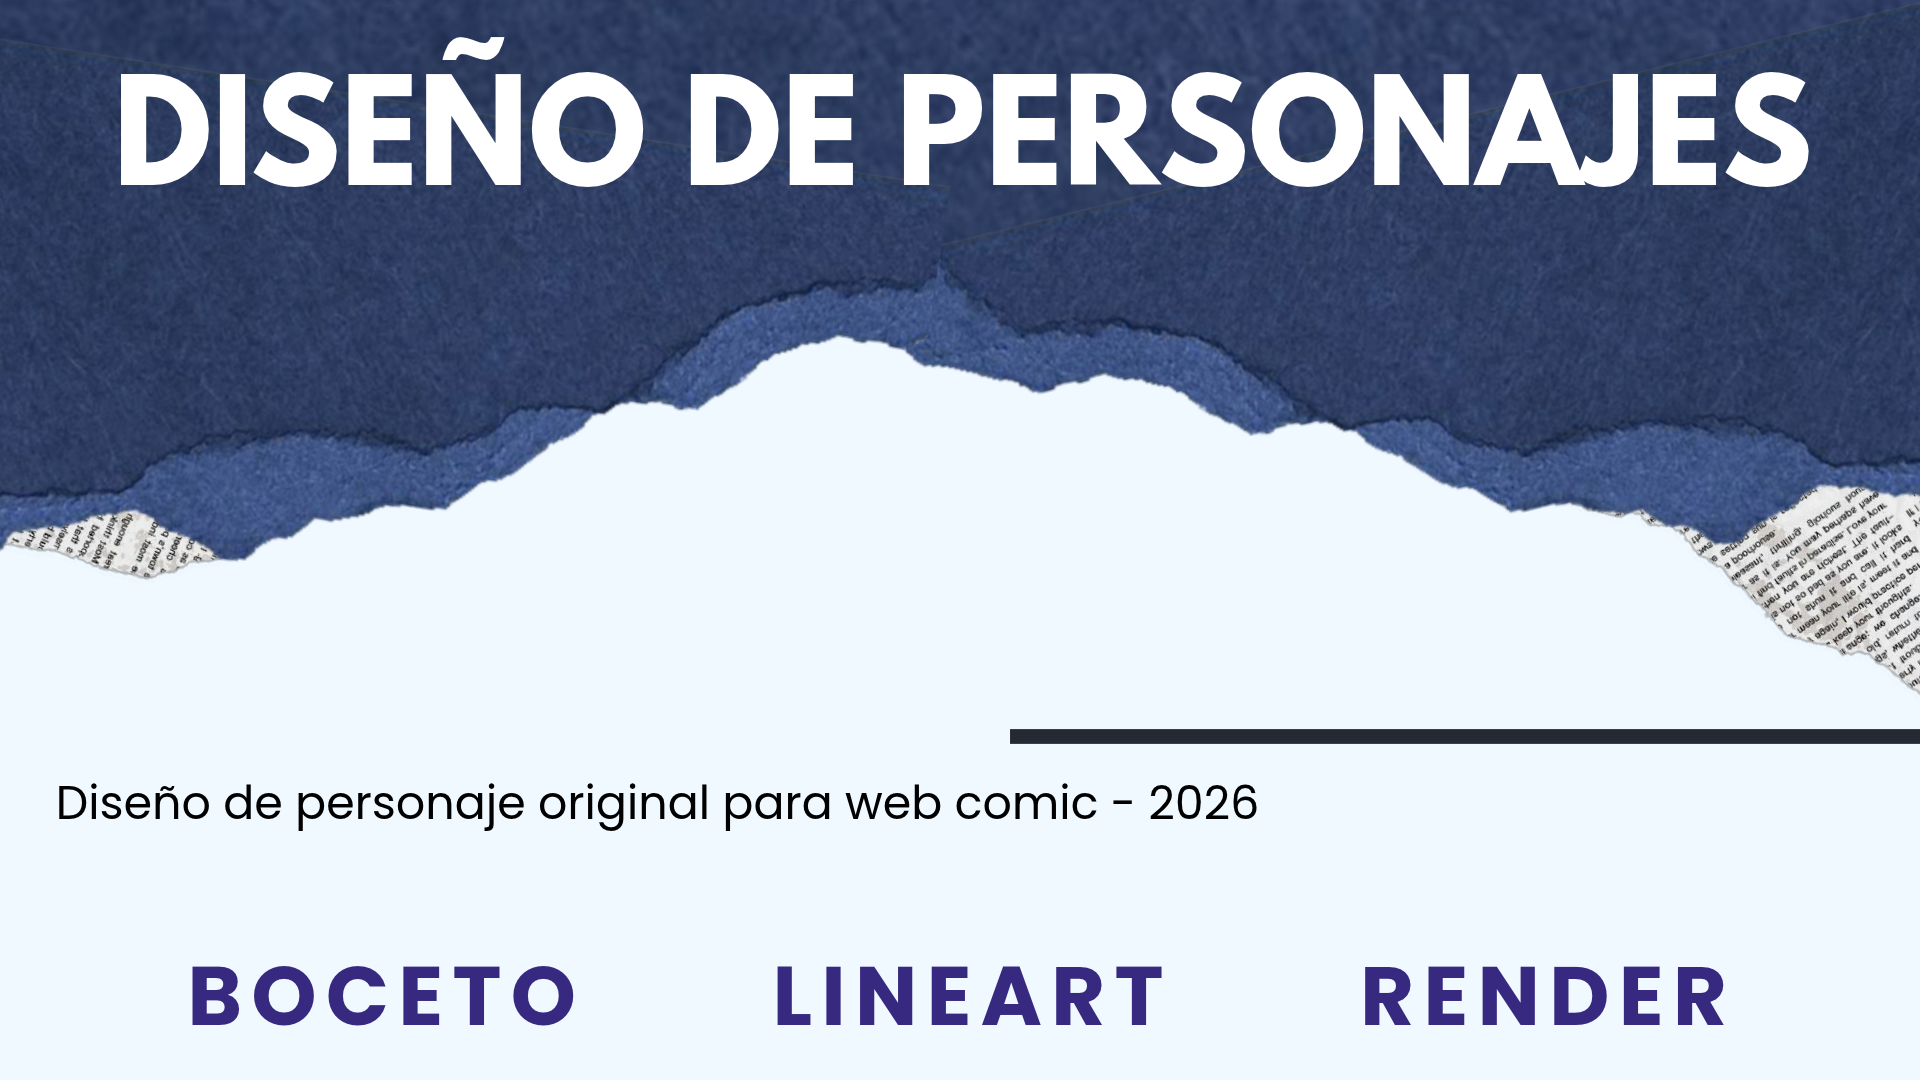 DISEÑO DE PERSONAJES
Diseño de personaje original para web comic - 2026
BOCETO LINEART RENDER